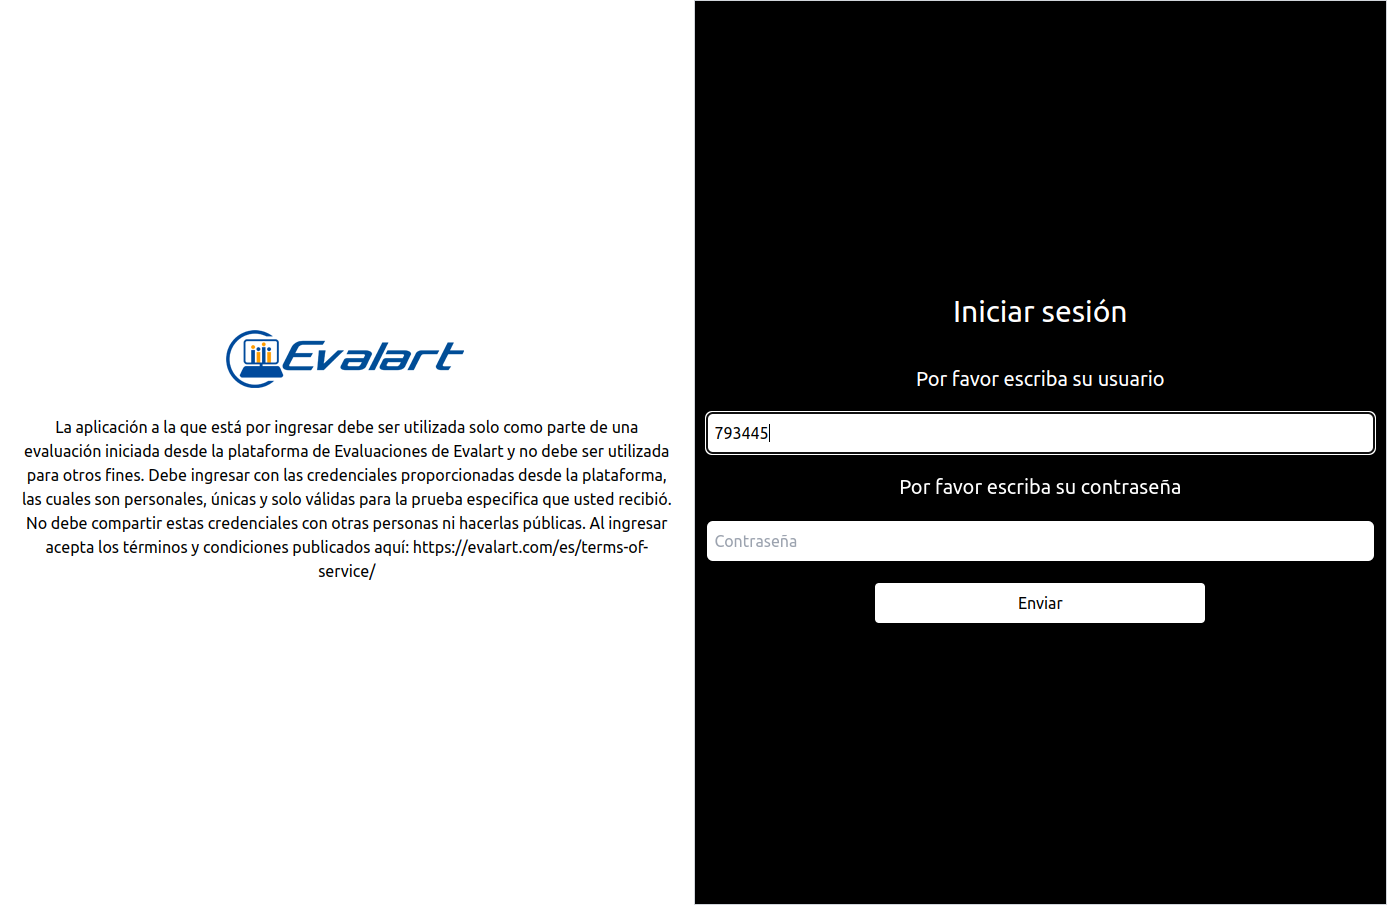 Evalart
La aplicación a la que está por ingresar debe ser utilizada solo como parte de una
evaluación iniciada desde la plataforma de Evaluaciones de Evalart y no debe ser utilizada
para otros fines. Debe ingresar con las credenciales proporcionadas desde la plataforma,
las cuales son personales, únicas y solo válidas para la prueba especifica que usted recibió.
No debe compartir estas credenciales con otras personas ni hacerlas públicas. Al ingresar
acepta los términos y condiciones publicados aquí: https://evalart.com/es/terms-of-
service/
Iniciar sesión
Por favor escriba su usuario
793445
Por favor escriba su contraseña
Contraseña
Enviar